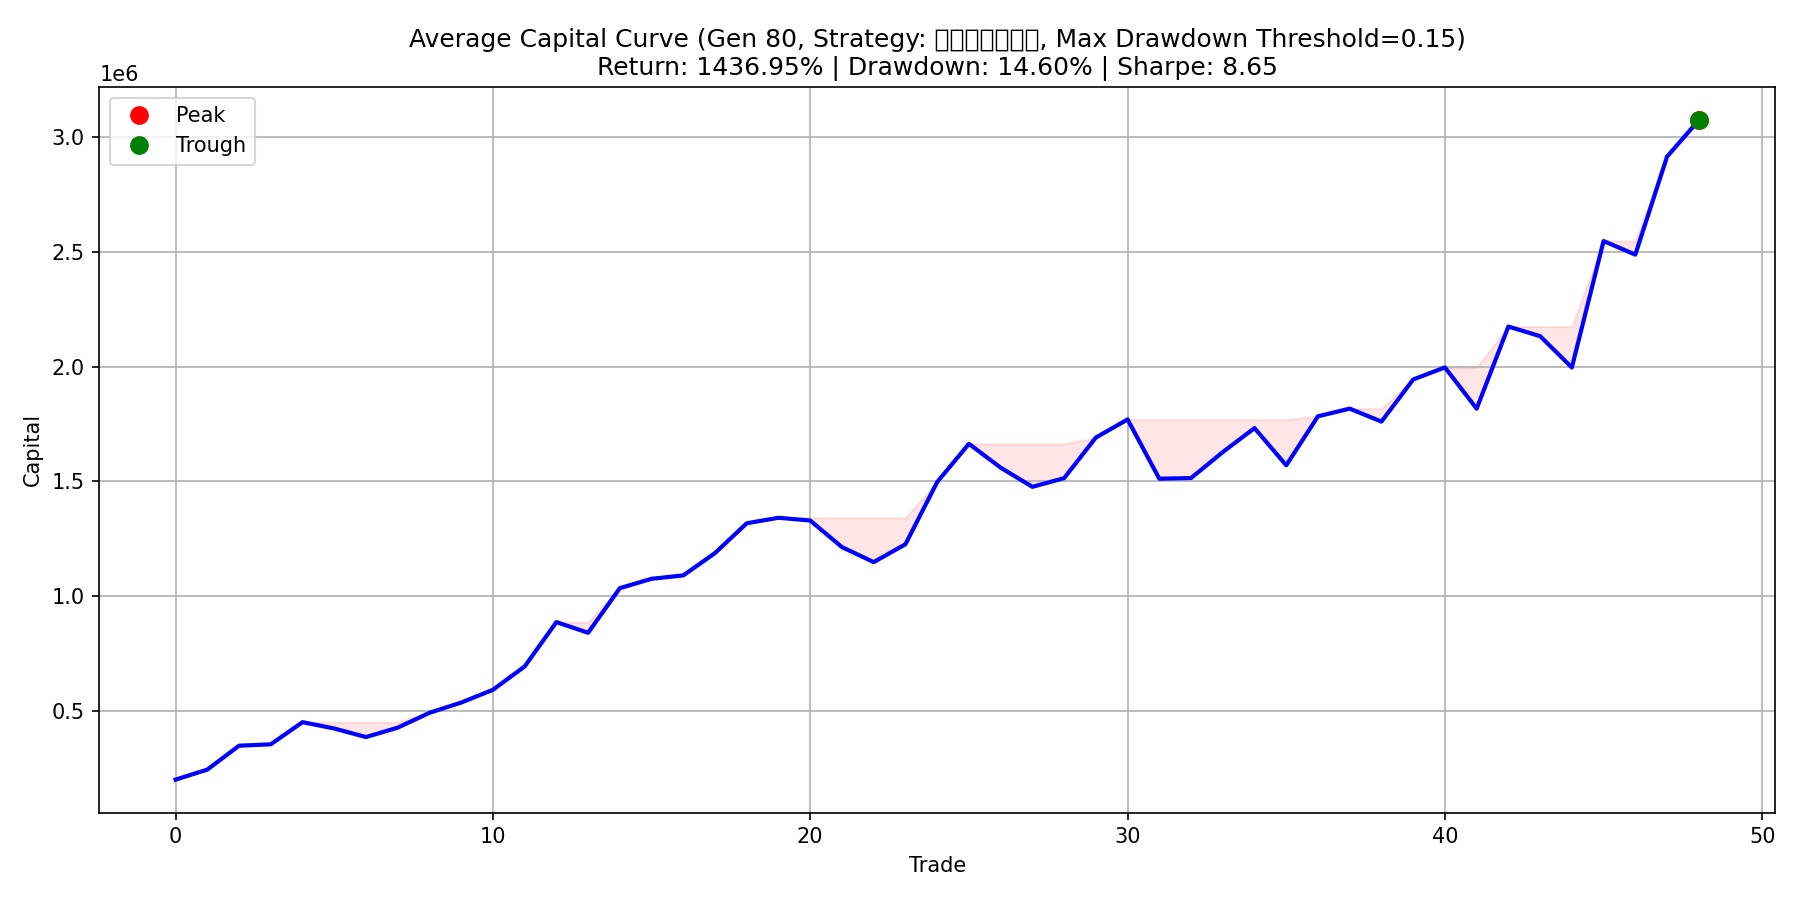 Average Capital Curve (Gen 80, Strategy: □□□□□□□, Max Drawdown Threshold=0.15)
Return: 1436.95% | Drawdown: 14.60% | Sharpe: 8.65
1e6
Peak
Trough
3.0
2.5
2.0
1.5
1.0
0.5
Capital
0 10 20 30 40 50
Trade